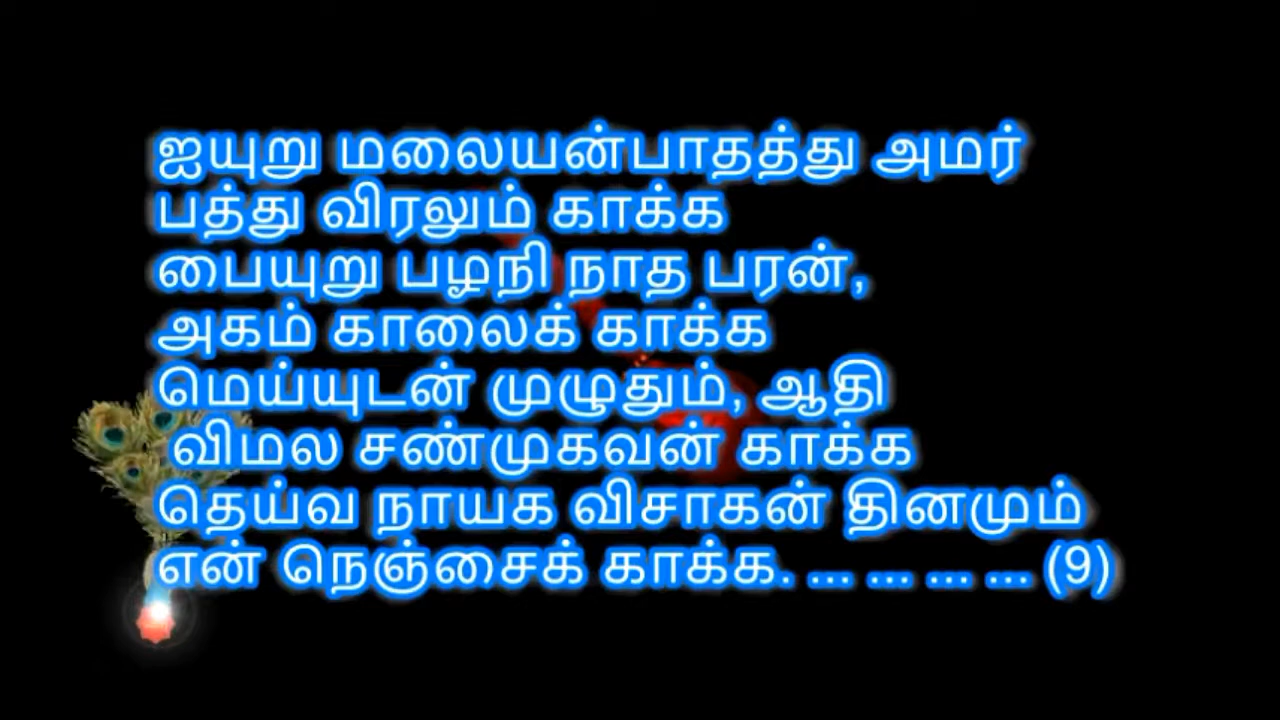 ஐயுறு மலையன்பாதத்து அமர்
பத்து விரலும் காக்க
பையுறு பழநி நாத பரன்,
அகம் காலைக் காக்க
மெய்யுடன் முழுதும், ஆதி
விமல சண்முகவன் காக்க
தெய்வ நாயக விசாகன் தினமும்
என் நெஞ்சைக் காக்க. ... ... ... ... (9)